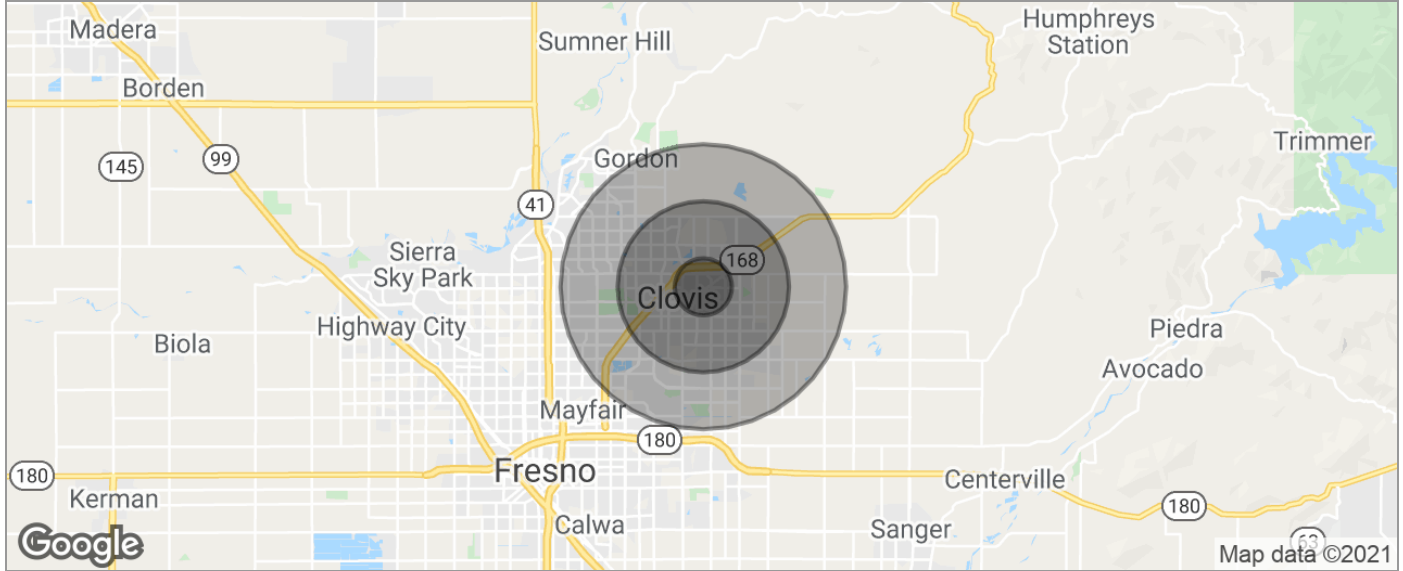 Madera
Humphreys
Station
Sumner Hill
Borden
Trimmer
145
99
Gordon
41
Sierra
Sky Park
168
Clovis
Highway City
Piedra
Biola
Avocado
Mayfair
180
Fresno
180
Centerville
Kerman
180
Calwa
Sanger
63
Google
Map data ©2021